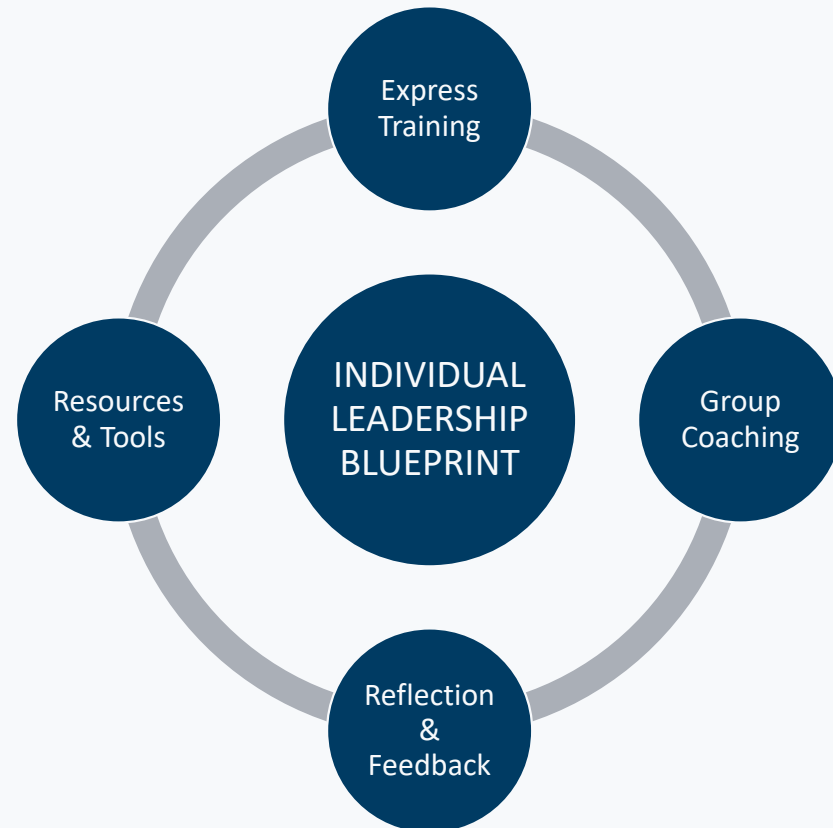 Express
Training
Resources
& Tools
INDIVIDUAL
LEADERSHIP
BLUEPRINT
Group
Coaching
Reflection
&
Feedback